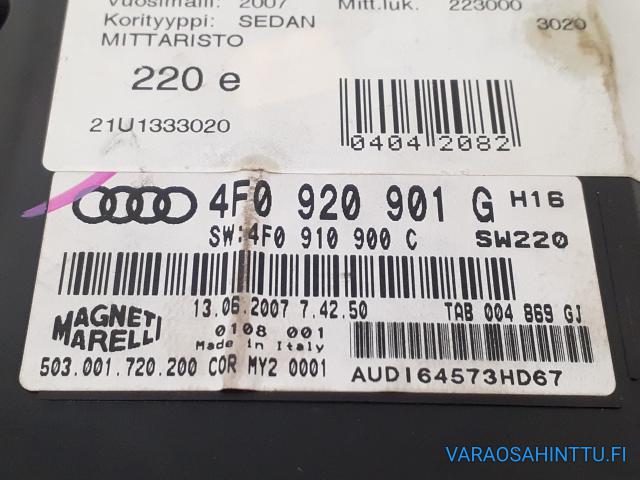 Vuosimalli: 2007 Mitt.luk. 223000
Korityyppi: SEDAN 3020
MITTARISTO
220 e
21U1333020
04042082
4F0 920 901 G H16
SW:4F0 910 900 C SW220
13.06.2007 7.42.50 TAB 004 869 GJ
MAGNETI MARELLI
0108 001
Made in Italy
503.001.720.200 COR MY2 0001
AUDI64573HD67
VARAOSAHINTTU.FI